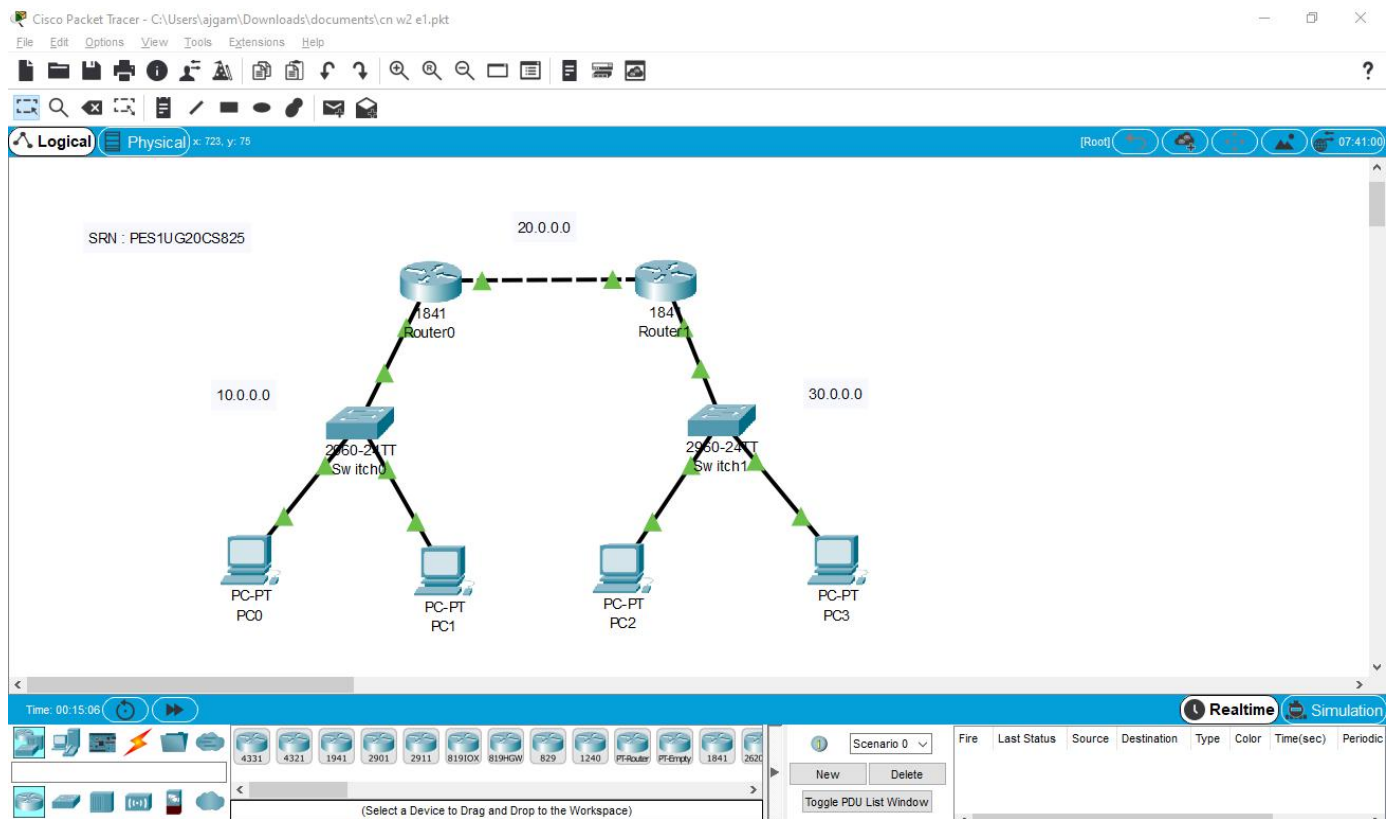 Cisco Packet Tracer - C:\Users\ajgam\Downloads\documents\cn w2 e1.pkt
File Edit Options View Tools Extensions Help
?
Logical Physical x: 723, y: 75 [Root] 07:41:00
20.0.0.0
SRN : PES1UG20CS825
1841
Router0
1841
Router1
10.0.0.0
30.0.0.0
2960-24TT
Switch0
2960-24TT
Switch1
PC-PT
PC0
PC-PT
PC1
PC-PT
PC2
PC-PT
PC3
Time: 00:15:06 Realtime Simulation
4331 4321 1941 2901 2911 819IOX 819HGW 829 1240 PT-Router PT-Empty 1841 2620
(Select a Device to Drag and Drop to the Workspace)
Scenario 0
New Delete
Toggle PDU List Window
Fire Last Status Source Destination Type Color Time(sec) Periodic